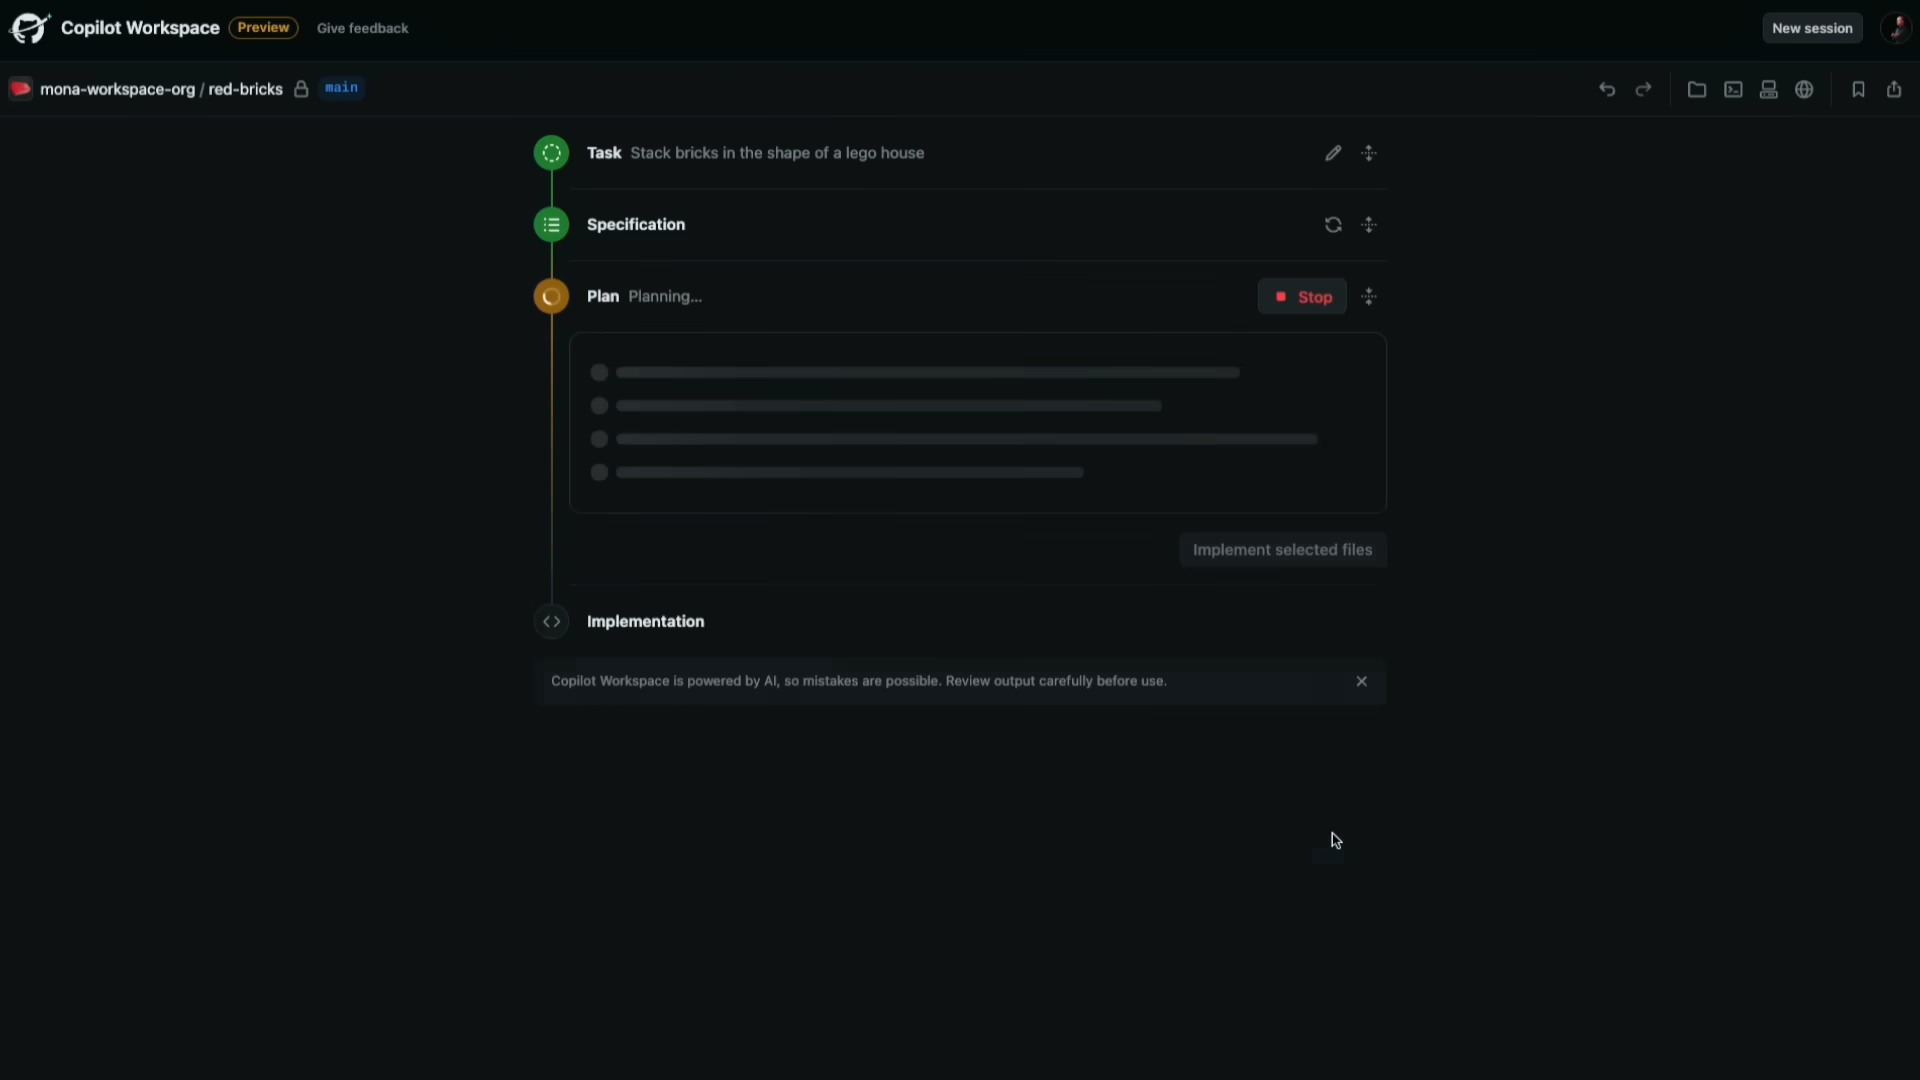 Copilot Workspace Preview Give feedback New session
mona-workspace-org / red-bricks main
Task Stack bricks in the shape of a lego house
Specification
Plan Planning... Stop
Implement selected files
Implementation
Copilot Workspace is powered by AI, so mistakes are possible. Review output carefully before use.